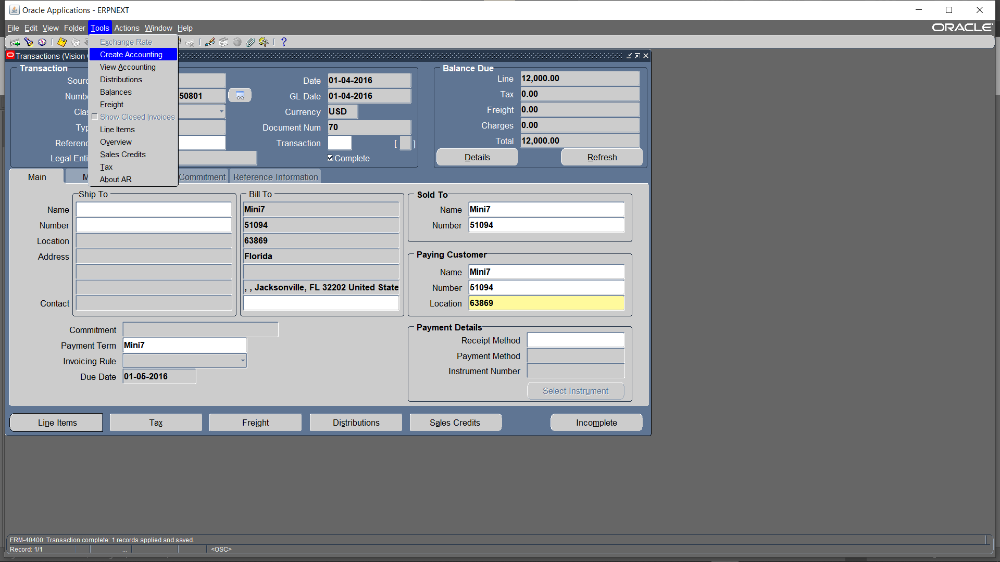 Oracle Applications - ERPNEXT
File Edit View Folder Tools Actions Window Help
ORACLE
Exchange Rate
Create Accounting
View Accounting
Distributions
Balances
Freight
Show Closed Invoices
Line Items
Overview
Sales Credits
Tax
About AR
Transactions (Vision
Transaction
Sourc
Numbe
50801
Clas
Typ
Referenc
Legal Enti
Date 01-04-2016
GL Date 01-04-2016
Currency USD
Document Num 70
Transaction [ ]
Complete
Balance Due
Line 12,000.00
Tax 0.00
Freight 0.00
Charges 0.00
Total 12,000.00
Details Refresh
Main M Commitment Reference Information
Ship To
Name
Number
Location
Address
Contact
Bill To
Mini7
51094
63869
Florida
, , Jacksonville, FL 32202 United State
Sold To
Name Mini7
Number 51094
Paying Customer
Name Mini7
Number 51094
Location 63869
Commitment
Payment Term Mini7
Invoicing Rule
Due Date 01-05-2016
Payment Details
Receipt Method
Payment Method
Instrument Number
Select Instrument
Line Items Tax Freight Distributions Sales Credits Incomplete
FRM-40400: Transaction complete: 1 records applied and saved.
Record: 1/1 ... <OSC>